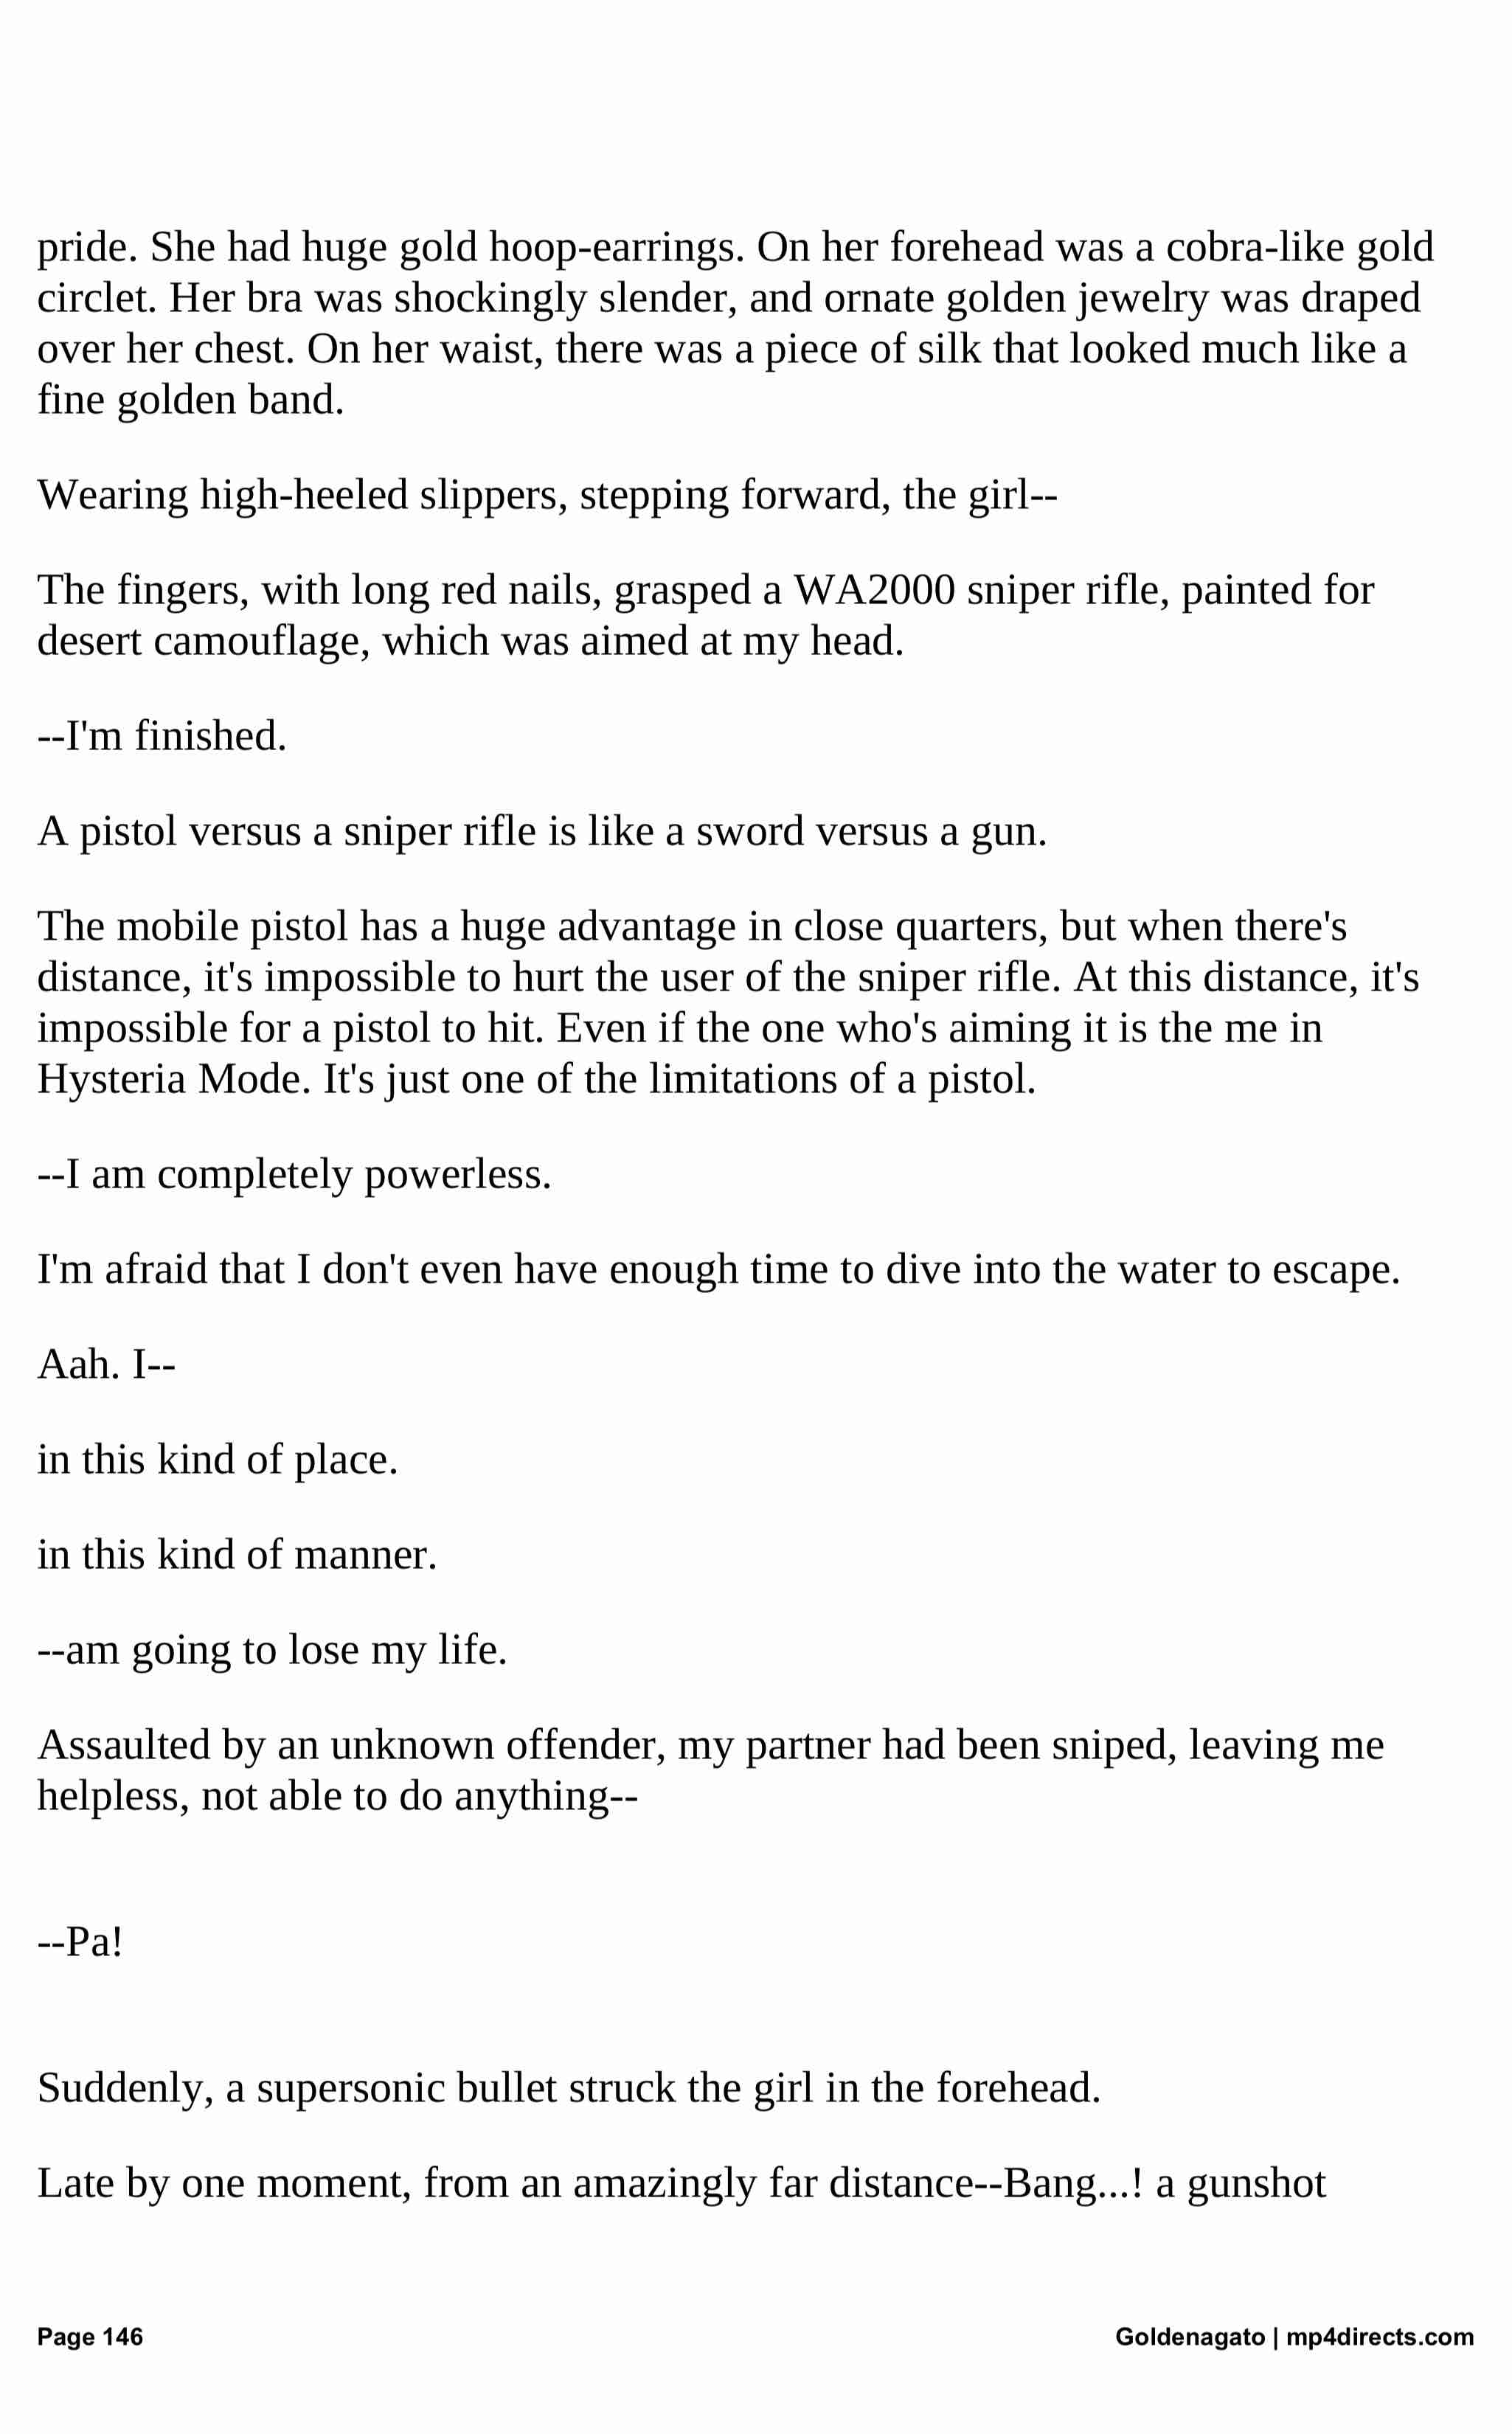 pride. She had huge gold hoop-earrings. On her forehead was a cobra-like gold
circlet. Her bra was shockingly slender, and ornate golden jewelry was draped
over her chest. On her waist, there was a piece of silk that looked much like a
fine golden band.
Wearing high-heeled slippers, stepping forward, the girl--
The fingers, with long red nails, grasped a WA2000 sniper rifle, painted for
desert camouflage, which was aimed at my head.
--I'm finished.
A pistol versus a sniper rifle is like a sword versus a gun.
The mobile pistol has a huge advantage in close quarters, but when there's
distance, it's impossible to hurt the user of the sniper rifle. At this distance, it's
impossible for a pistol to hit. Even if the one who's aiming it is the me in
Hysteria Mode. It's just one of the limitations of a pistol.
--I am completely powerless.
I'm afraid that I don't even have enough time to dive into the water to escape.
Aah. I--
in this kind of place.
in this kind of manner.
--am going to lose my life.
Assaulted by an unknown offender, my partner had been sniped, leaving me
helpless, not able to do anything--
--Pa!
Suddenly, a supersonic bullet struck the girl in the forehead.
Late by one moment, from an amazingly far distance--Bang...! a gunshot
Page 146
Goldenagato | mp4directs.com